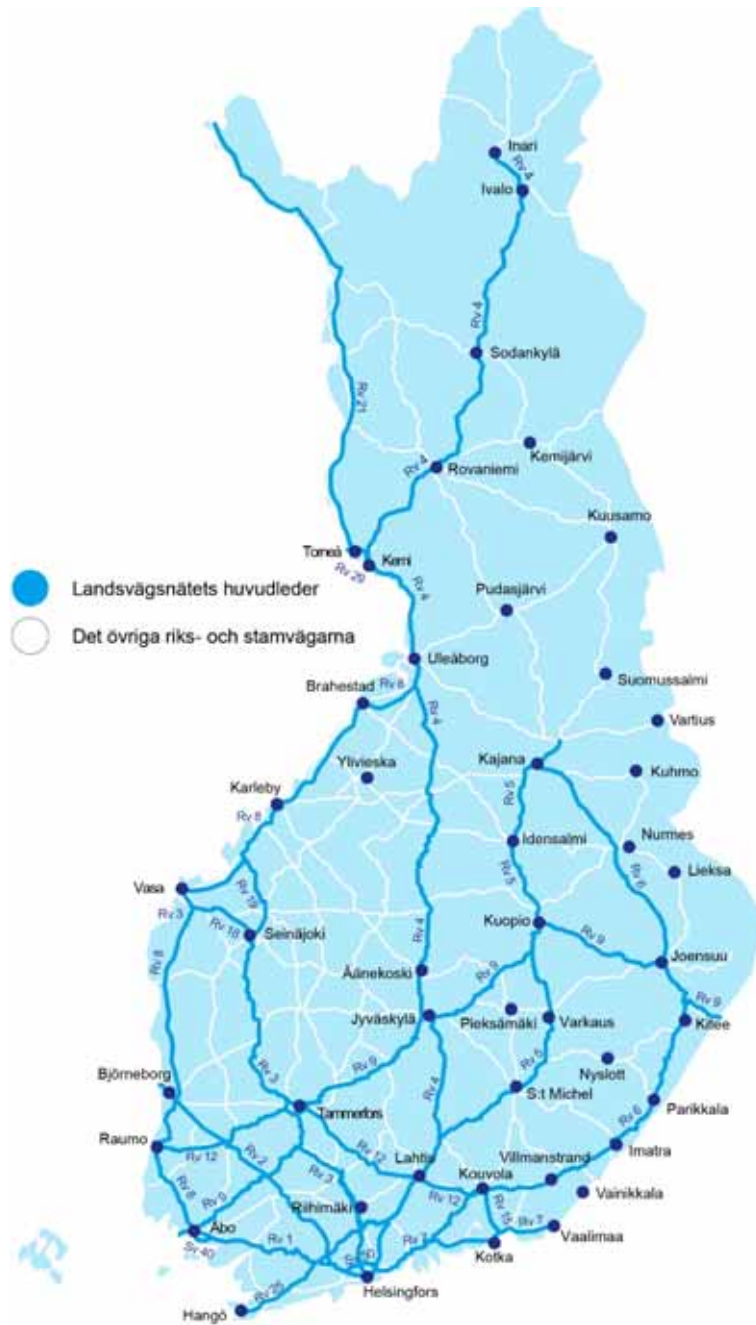 Inari
Rv 4
Ivalo
Rv 4
Sodankylä
Rv 21
Rv 4
Rovaniemi
Kemijärvi
Kuusamo
Torneå
Kemi
Rv 29
Rv 4
Landsvägsnätets huvudleder
Pudasjärvi
Det övriga riks- och stamvägarna
Uleåborg
Rv 8
Brahestad
Rv 4
Suomussalmi
Vartius
Ylivieska
Kajana
Kuhmo
Karleby
Rv 5
Rv 8
Idensalmi
Nurmes
Lieksa
Rv 5
Rv 6
Vasa
Rv 19
Rv 3
Rv 18
Seinäjoki
Kuopio
Rv 4
Rv 9
Rv 8
Äänekoski
Rv 9
Joensuu
Rv 9
Jyväskylä
Pieksämäki
Varkaus
Kitee
Rv 3
Rv 9
Rv 4
Rv 5
Nyslott
Björneborg
S:t Michel
Tammerfors
Rv 6
Parikkala
Raumo
Rv 12
Rv 2
Rv 3
Rv 12
Lahtis
Villmanstrand
Imatra
Kouvola
Rv 12
Rv 8
Rv 9
Riihimäki
Vainikkala
Rv 15
Rv 7
Åbo
Sv 40
Rv 1
Rv 7
Vaalimaa
Kotka
Helsingfors
Rv 25
Hangö